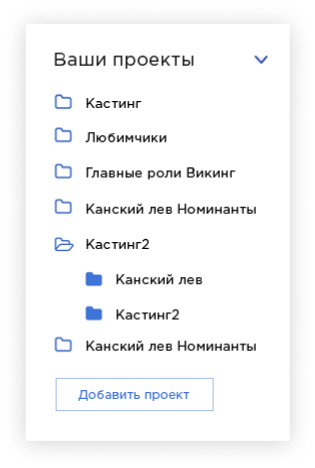 Ваши проекты
Кастинг
Любимчики
Главные роли Викинг
Канский лев Номинанты
Кастинг2
Канский лев
Кастинг2
Канский лев Номинанты
Добавить проект